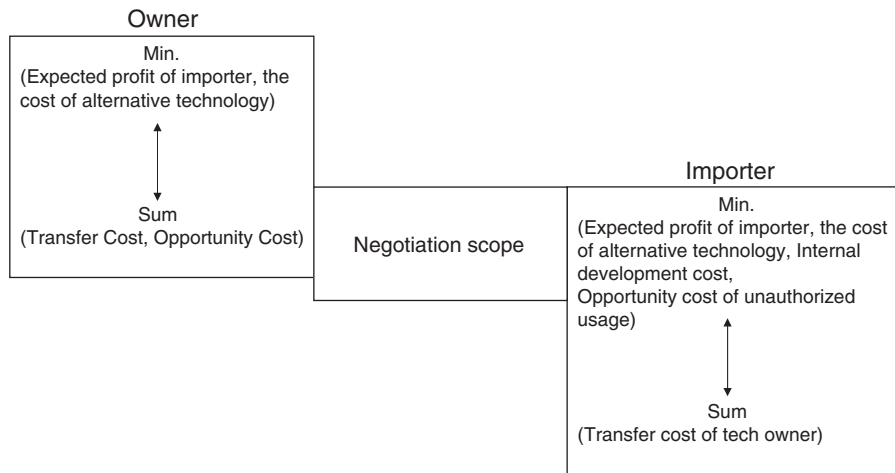 Owner
Min.
(Expected profit of importer, the
cost of alternative technology)
Sum
(Transfer Cost, Opportunity Cost)
Negotiation scope
Importer
Min.
(Expected profit of importer, the cost
of alternative technology, Internal
development cost,
Opportunity cost of unauthorized
usage)
Sum
(Transfer cost of tech owner)